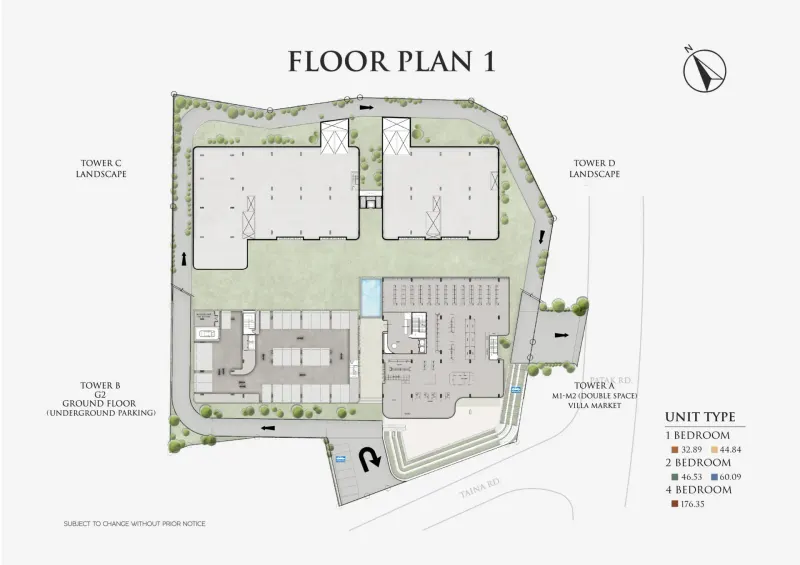 FLOOR PLAN 1
N
TOWER C
LANDSCAPE
TOWER D
LANDSCAPE
TOWER B
G2
GROUND FLOOR
(UNDERGROUND PARKING)
PATAK RD.
TOWER A
M1-M2 (DOUBLE SPACE)
VILLA MARKET
TAINA RD.
UNIT TYPE
1 BEDROOM
32.89 44.84
2 BEDROOM
46.53 60.09
4 BEDROOM
176.35
SUBJECT TO CHANGE WITHOUT PRIOR NOTICE